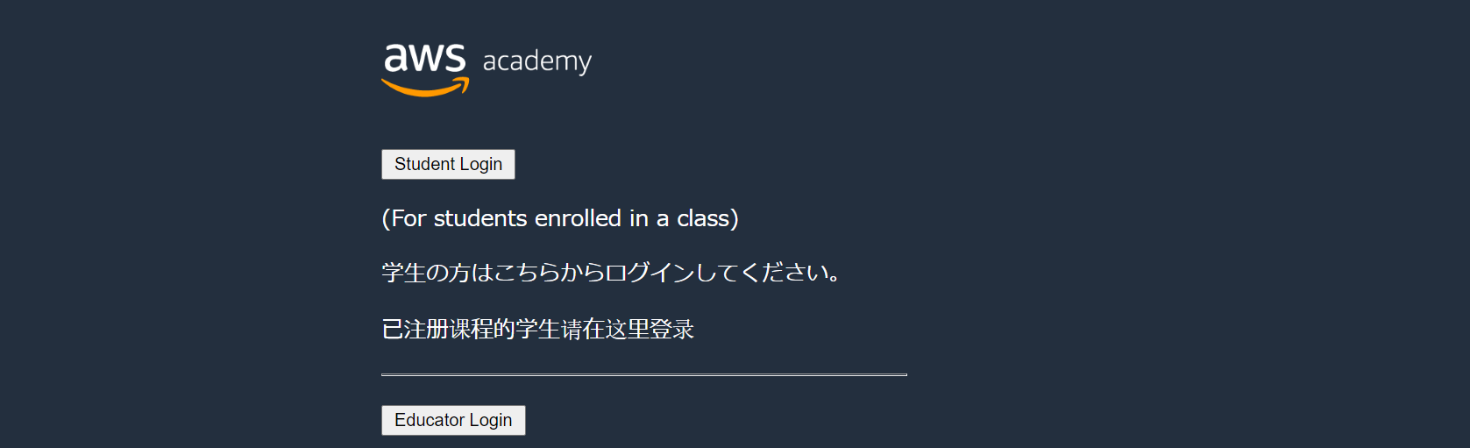 aws academy
Student Login
(For students enrolled in a class)
学生の方はこちらからログインしてください。
已注册课程的学生请在这里登录
Educator Login